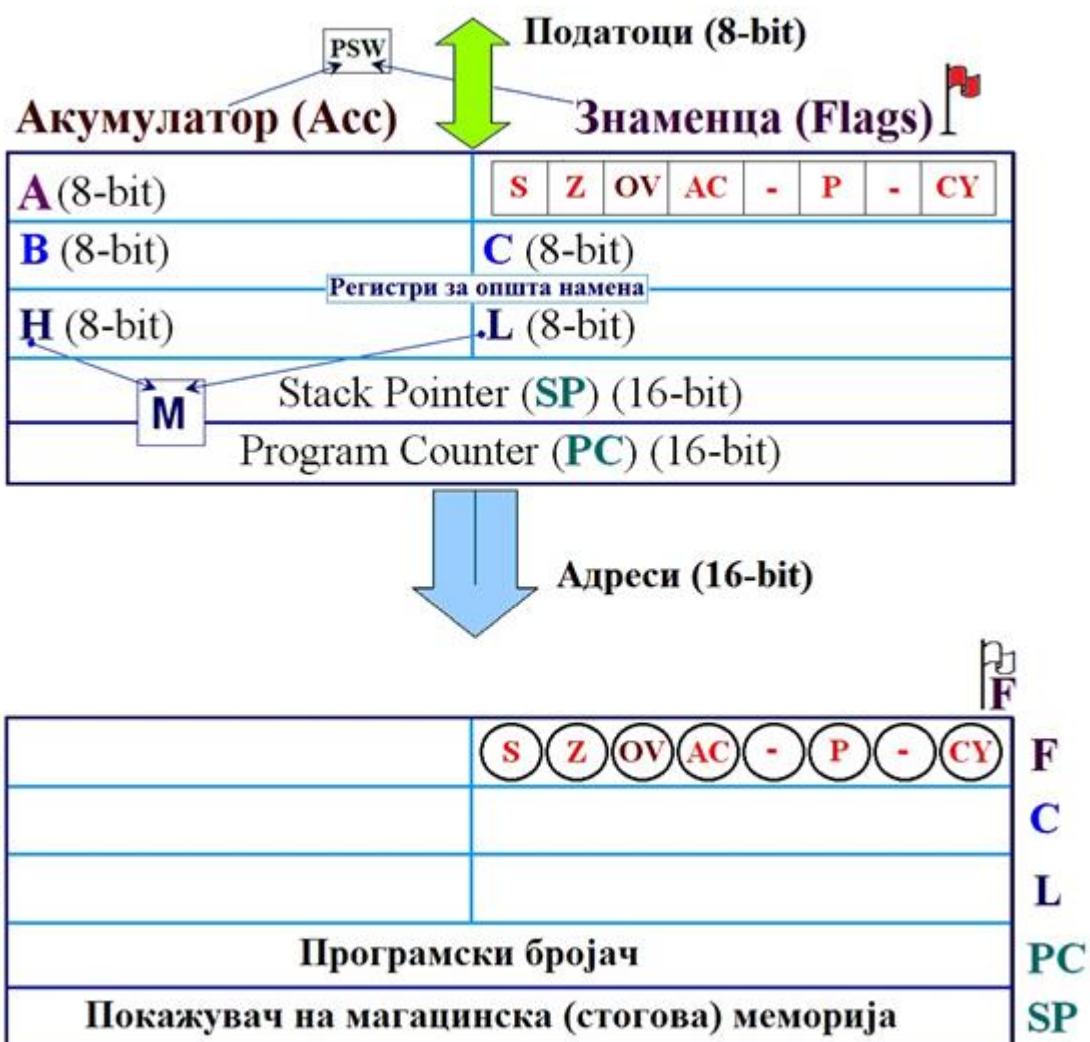 Податоци (8-bit)
PSW
Акумулатор (Acc) Знаменца (Flags)
A (8-bit) S Z OV AC - P - CY
B (8-bit) C (8-bit)
Регистри за општа намена
H (8-bit) L (8-bit)
M
Stack Pointer (SP) (16-bit)
Program Counter (PC) (16-bit)
Адреси (16-bit)
F
S Z OV AC - P - CY F
C
L
Програмски бројач PC
Покажувач на магацинска (стогова) меморија SP